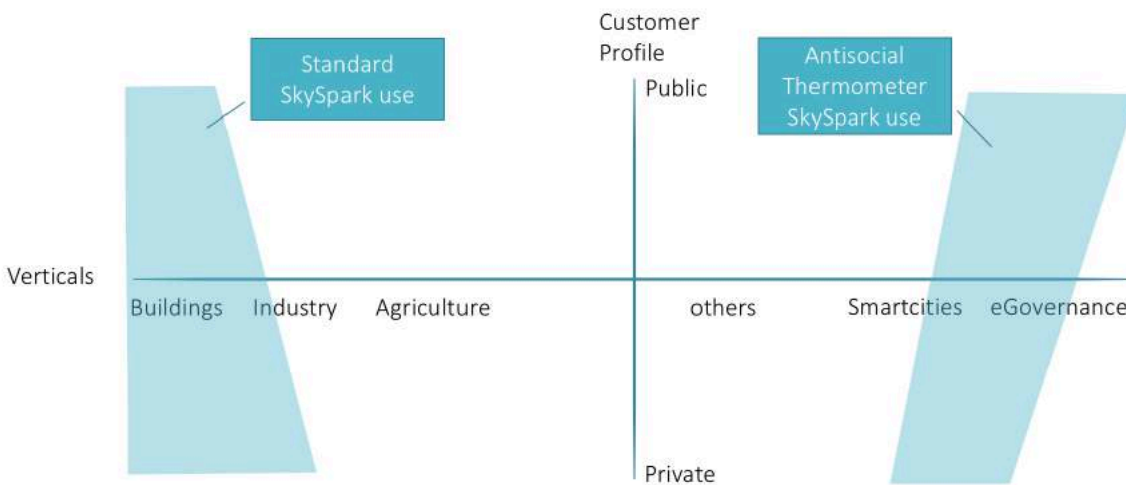 Customer
Profile
Standard
SkySpark use
Antisocial
Thermometer
SkySpark use
Public
Verticals
Buildings Industry Agriculture others Smartcities eGovernance
Private